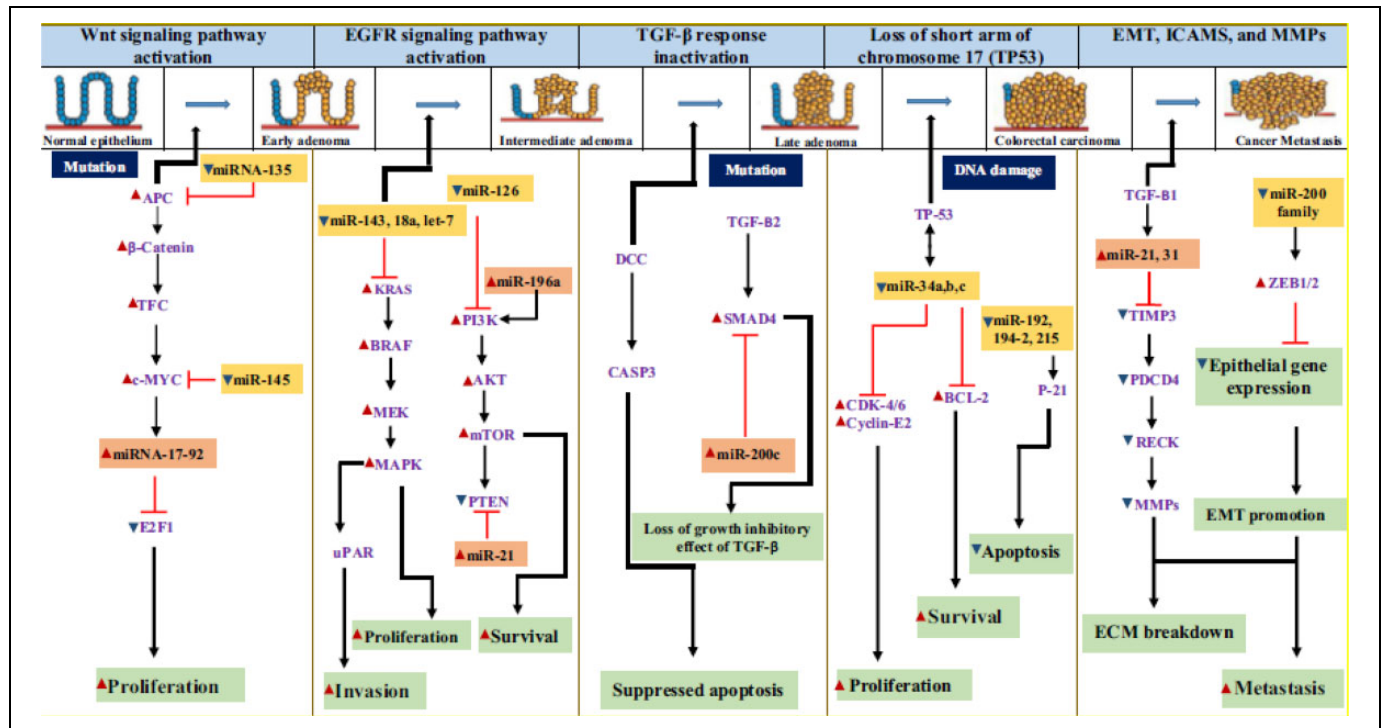 Wnt signaling pathway
activation
EGFR signaling pathway
activation
TGF-β response
inactivation
Loss of short arm of
chromosome 17 (TP53)
EMT, ICAMS, and MMPs
Normal epithelium
Early adenoma
Intermediate adenoma
Late adenoma
Colorectal carcinoma
Cancer Metastasis
Mutation
▼miRNA-135
▲APC
▲β-Catenin
▲TFC
▲c-MYC
▼miR-145
▲miRNA-17-92
▼E2F1
▲Proliferation
▼miR-126
▼miR-143, 18a, let-7
▲miR-196a
▲KRAS
▲PI3K
▲BRAF
▲AKT
▲MEK
▲mTOR
▲MAPK
▼PTEN
uPAR
▲miR-21
▲Proliferation
▲Survival
▲Invasion
Mutation
TGF-B2
DCC
▲SMAD4
CASP3
▲miR-200c
Loss of growth inhibitory
effect of TGF-β
Suppressed apoptosis
DNA damage
TP-53
▼miR-34a,b,c
▼miR-192,
194-2, 215
▲CDK-4/6
▲Cyclin-E2
▲BCL-2
P-21
▼Apoptosis
▲Survival
▲Proliferation
TGF-B1
▼miR-200
family
▲miR-21, 31
▲ZEB1/2
▼TIMP3
▼PDCD4
▼Epithelial gene
expression
▼RECK
▼MMPs
EMT promotion
ECM breakdown
▲Metastasis